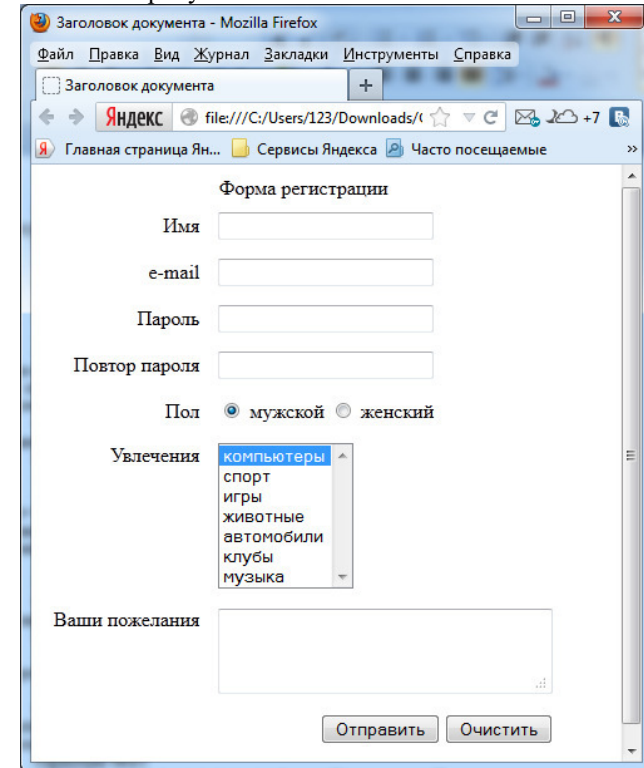 Заголовок документа - Mozilla Firefox
Файл Правка Вид Журнал Закладки Инструменты Справка
Заголовок документа +
Яндекс file:///C:/Users/123/Downloads/( +7
Я Главная страница Ян... Сервисы Яндекса Часто посещаемые »
Форма регистрации
Имя
e-mail
Пароль
Повтор пароля
Пол мужской женский
Увлечения компьютеры
спорт
игры
животные
автомобили
клубы
музыка
Ваши пожелания
Отправить Очистить